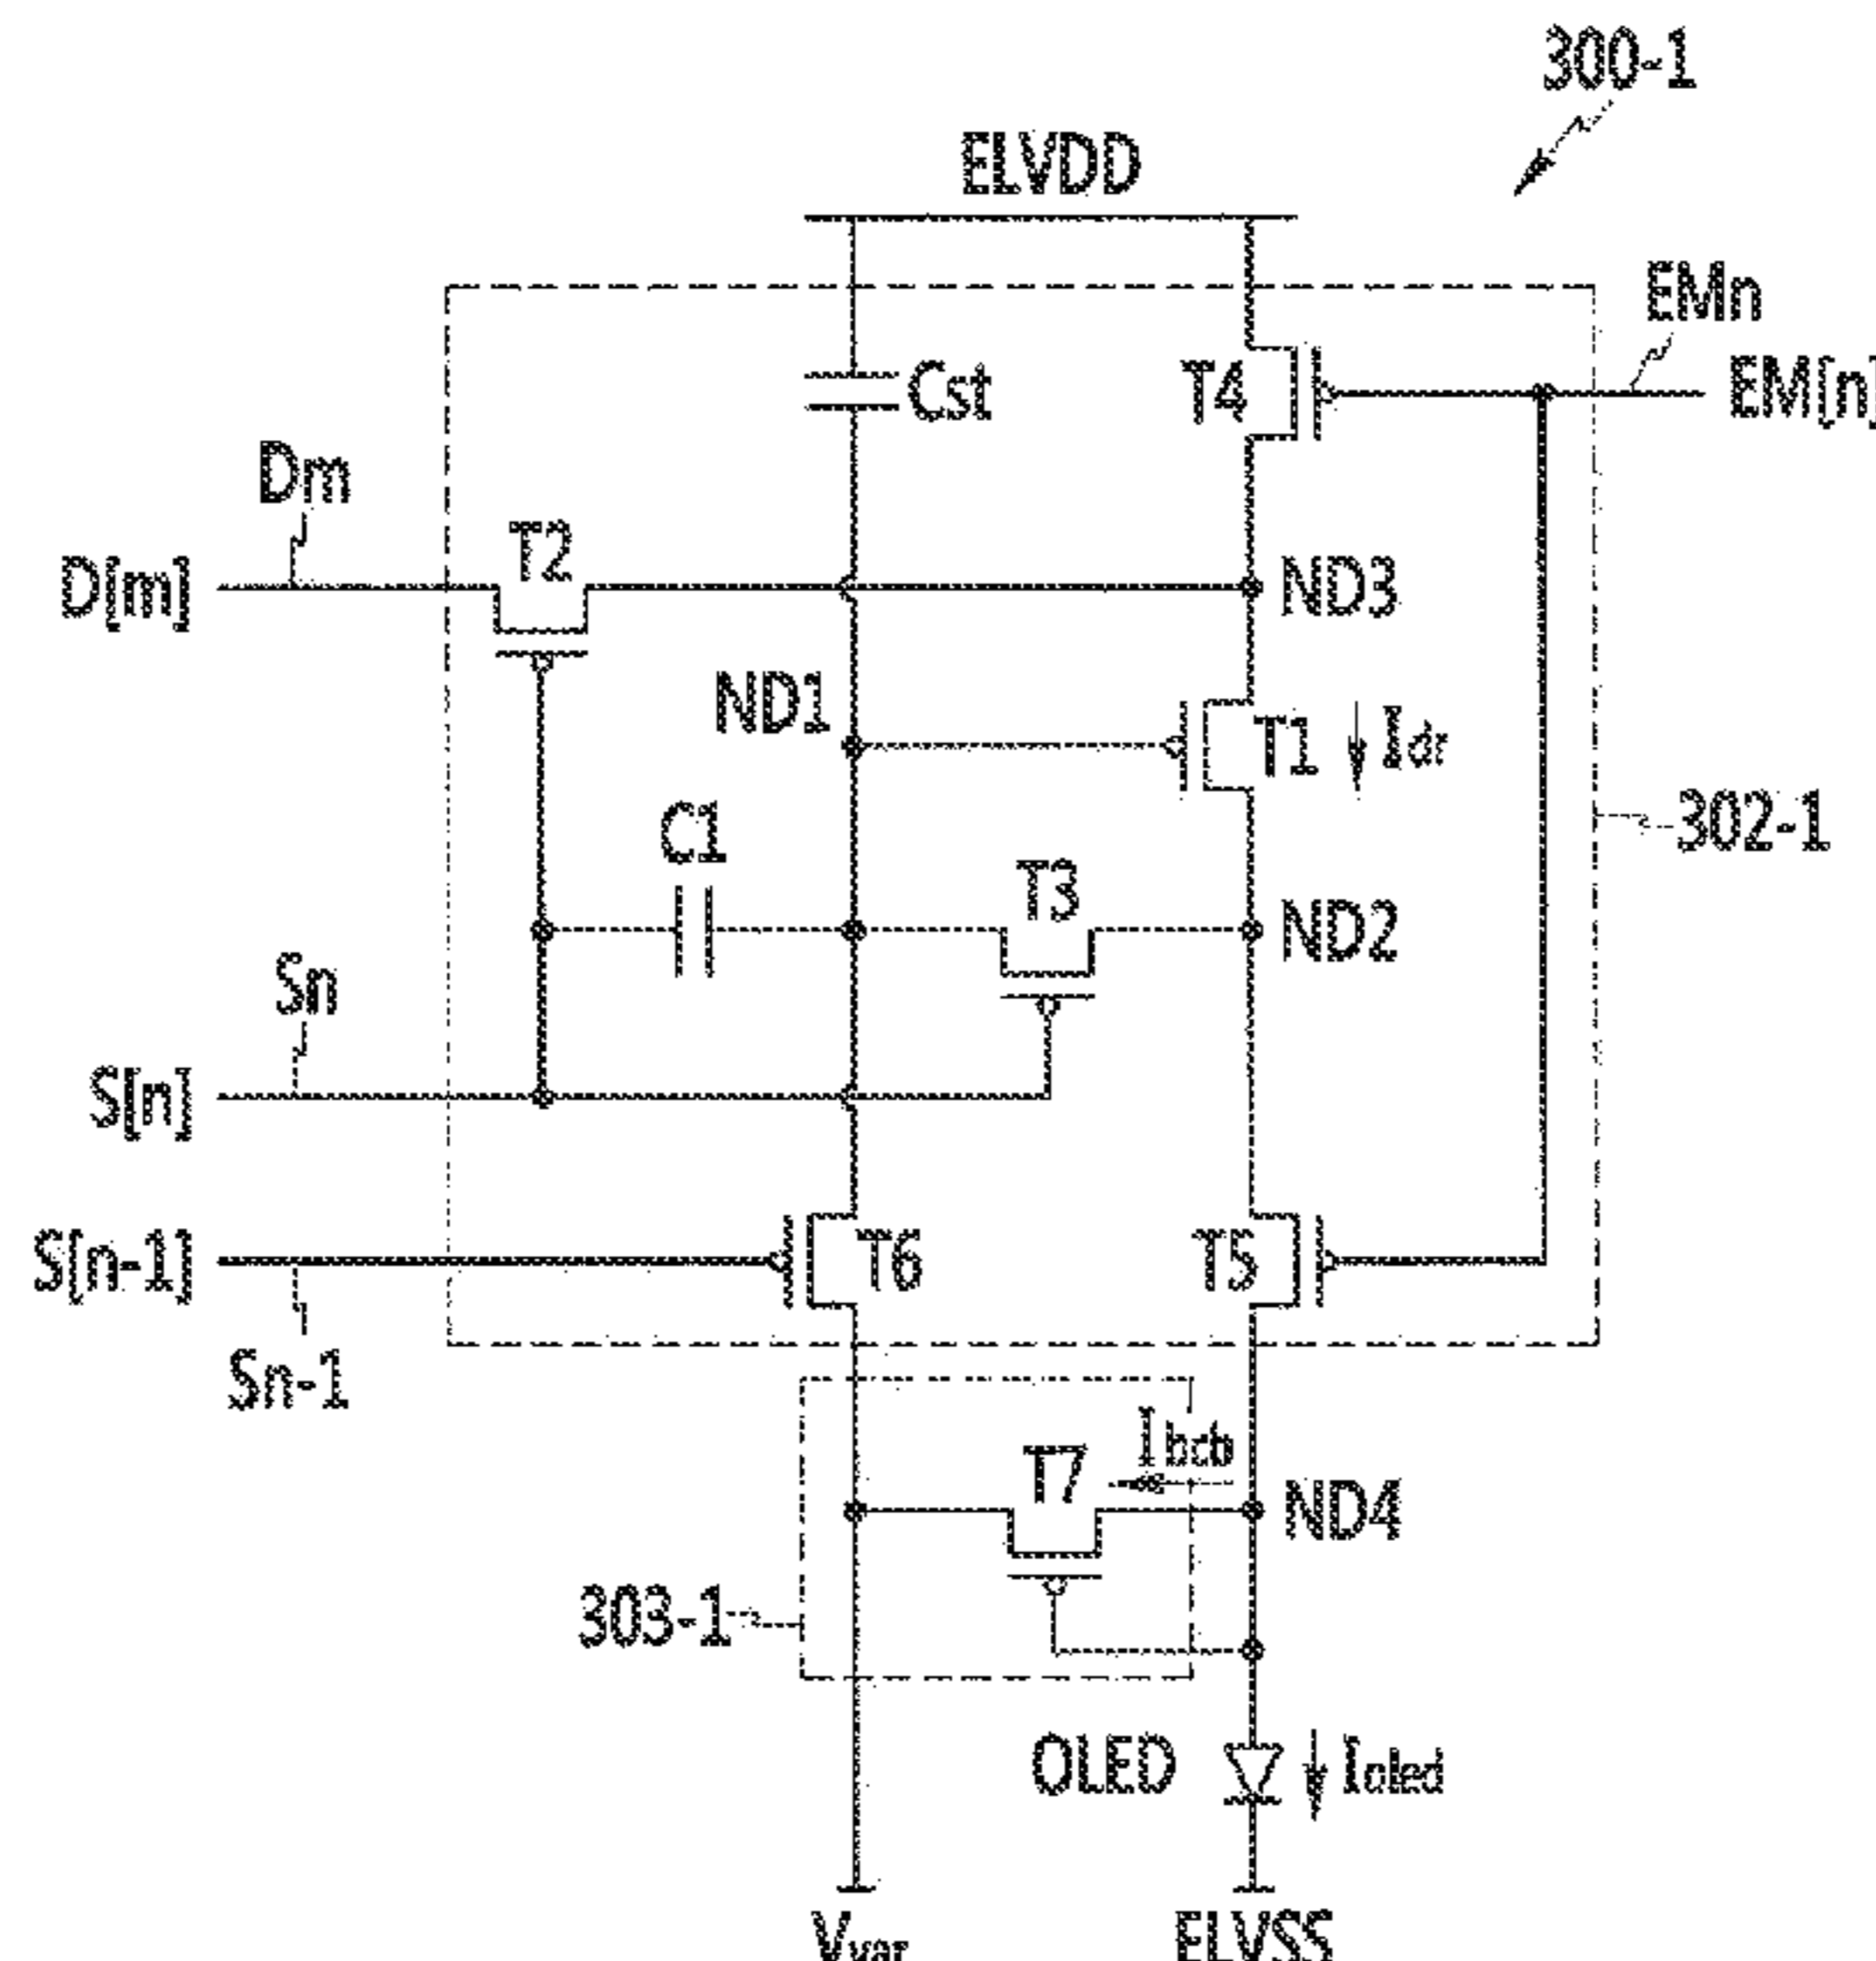 300-1
ELVDD
EMn
EM[n]
Cst
T4
Dm
T2
D[m]
ND3
ND1
T1
Idr
302-1
C1
T3
ND2
Sn
S[n]
S[n-1]
T6
T5
Sn-1
T7
ND4
303-1
OLED
Ioled
Vvar
ELVSS